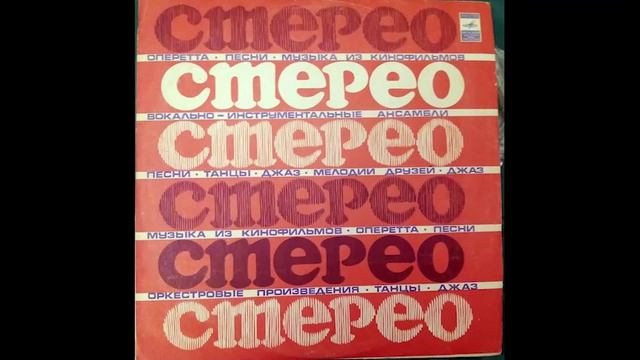 стерео
ОПЕРЕТТА · ПЕСНИ · МУЗЫКА ИЗ КИНОФИЛЬМОВ
стерео
ВОКАЛЬНО – ИНСТРУМЕНТАЛЬНЫЕ АНСАМБЛИ
стерео
ПЕСНИ · ТАНЦЫ · ДЖАЗ · МЕЛОДИИ ДРУЗЕЙ · ДЖАЗ
стерео
МУЗЫКА ИЗ КИНОФИЛЬМОВ · ОПЕРЕТТА · ПЕСНИ
стерео
ОРКЕСТРОВЫЕ ПРОИЗВЕДЕНИЯ · ТАНЦЫ · ДЖАЗ
стерео